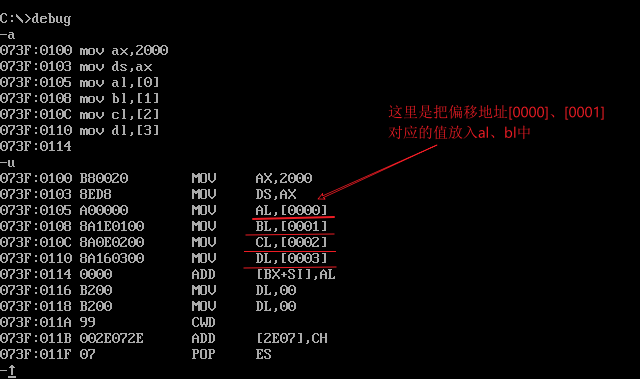 C:\>debug
-a
073F:0100 mov ax,2000
073F:0103 mov ds,ax
073F:0105 mov al,[0]
073F:0108 mov bl,[1]
073F:010C mov cl,[2]
073F:0110 mov dl,[3]
073F:0114
这里是把偏移地址[0000]、[0001]
对应的值放入al、bl中
-u
073F:0100 B80020 MOV AX,2000
073F:0103 8ED8 MOV DS,AX
073F:0105 A00000 MOV AL,[0000]
073F:0108 8A1E0100 MOV BL,[0001]
073F:010C 8A0E0200 MOV CL,[0002]
073F:0110 8A160300 MOV DL,[0003]
073F:0114 0000 ADD [BX+SI],AL
073F:0116 B200 MOV DL,00
073F:0118 B200 MOV DL,00
073F:011A 99 CWD
073F:011B 002E072E ADD [2E07],CH
073F:011F 07 POP ES
-